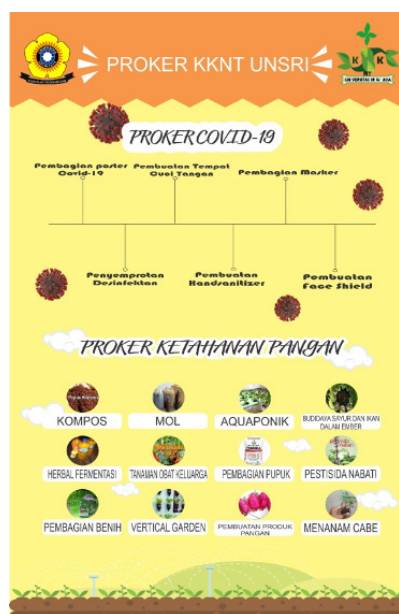 PROKER KKNT UNSRI
K K
NT
PROKER COVID-19
Pembagian poster
Covid-19
Pembuatan Tempat
Cuci Tangan
Pembagian Masker
Penyemprotan
Desinfektan
Pembuatan
Handsanitizer
Pembuatan
Face Shield
PROKER KETAHANAN PANGAN
KOMPOS
MOL
AQUAPONIK
BUDIDAYA SAYUR DAN IKAN
DALAM EMBER
HERBAL FERMENTASI
TANAMAN OBAT KELUARGA
PEMBAGIAN PUPUK
PESTISIDA NABATI
PEMBAGIAN BENIH
VERTICAL GARDEN
PEMBUATAN PRODUK
PANGAN
MENANAM CABE